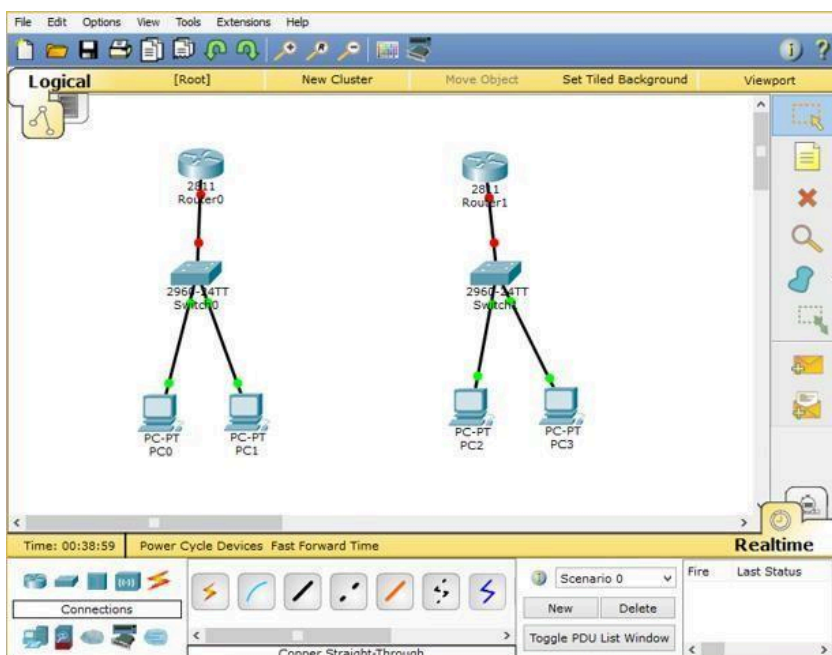 File Edit Options View Tools Extensions Help
Logical [Root] New Cluster Move Object Set Tiled Background Viewport
2811
Router0
2811
Router1
2960-24TT
Switch0
2960-24TT
Switch1
PC-PT
PC0
PC-PT
PC1
PC-PT
PC2
PC-PT
PC3
Time: 00:38:59 Power Cycle Devices Fast Forward Time Realtime
Connections
Copper Straight-Through
Scenario 0
New Delete
Toggle PDU List Window
Fire Last Status